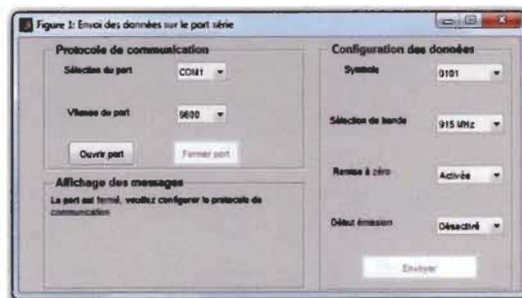 Figure 1: Envoi des données sur le port série
Protocole de communication
Sélection du port
COM1
Vitesse du port
9600
Ouvrir port
Fermer port
Affichage des messages
Le port est fermé, veuillez configurer le protocole de
communication
Configuration des données
Symbole
0101
Sélection de bande
915 MHz
Remise à zéro
Activée
Début émission
Désactivé
Envoyer